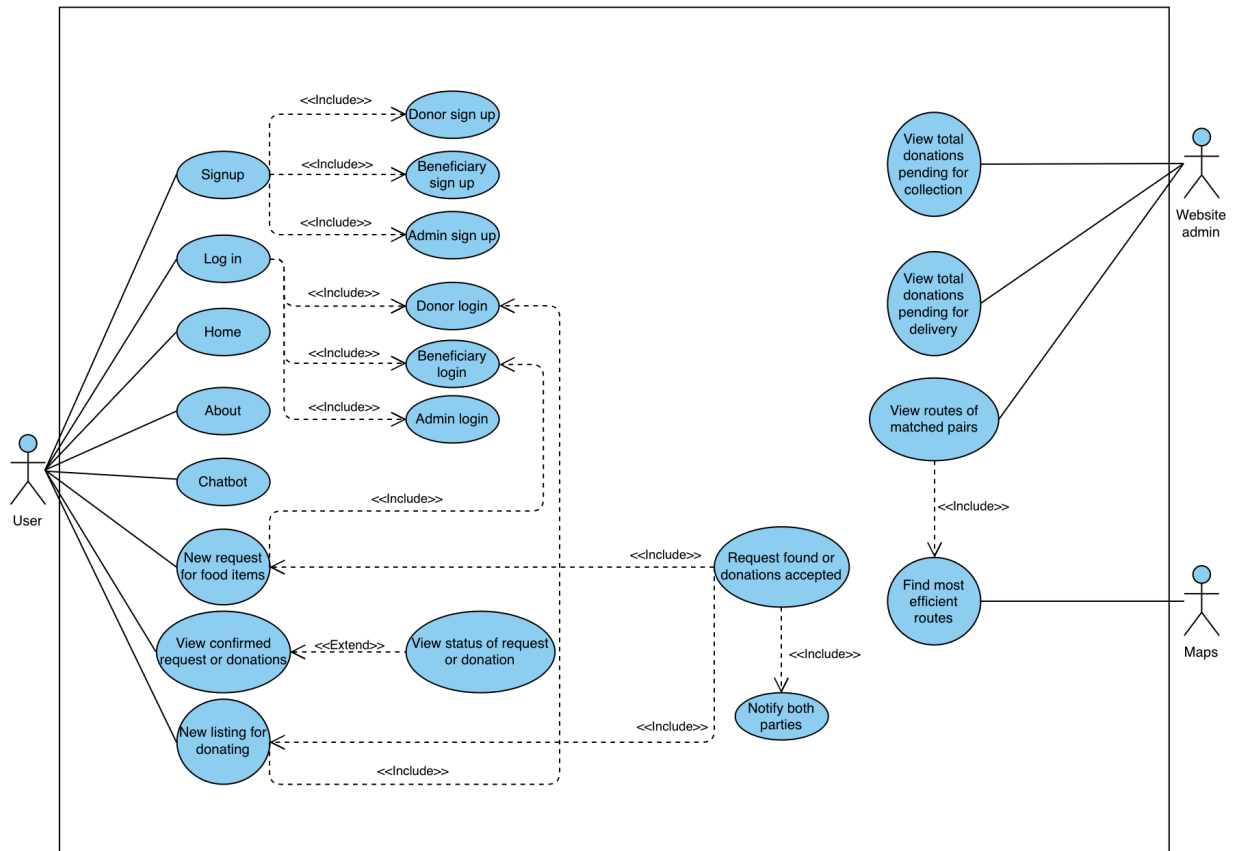 <<Include>>
Donor sign up
<<Include>>
Beneficiary
sign up
Signup
<<Include>>
Admin sign up
Log in
<<Include>>
Donor login
Home
<<Include>>
Beneficiary
login
About
<<Include>>
Admin login
Chatbot
User
<<Include>>
New request
for food items
View confirmed
request or donations
<<Extend>>
View status of request
or donation
New listing for
donating
<<Include>>
<<Include>>
Request found or
donations accepted
<<Include>>
<<Include>>
Notify both
parties
View total
donations
pending for
collection
View total
donations
pending for
delivery
View routes of
matched pairs
<<Include>>
Find most
efficient
routes
Website
admin
Maps